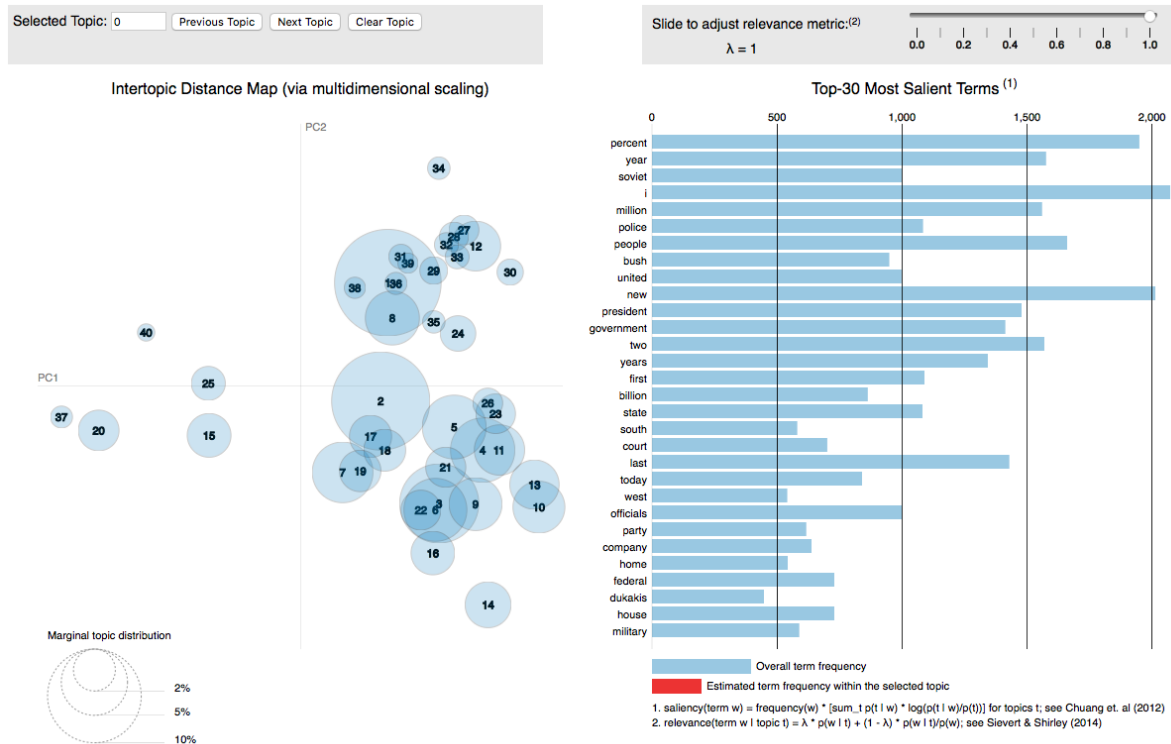 Selected Topic: 0 Previous Topic Next Topic Clear Topic
Slide to adjust relevance metric:(2)
λ = 1
0.0 0.2 0.4 0.6 0.8 1.0
Intertopic Distance Map (via multidimensional scaling)
PC2
PC1
34
27
28
32
12
31
39
33
29
30
1
36
38
8
35
24
40
25
2
26
23
37
20
15
5
17
18
4
11
21
7
19
13
3
22
6
9
10
16
14
Marginal topic distribution
2%
5%
10%
Top-30 Most Salient Terms (1)
0 500 1,000 1,500 2,000
percent
year
soviet
i
million
police
people
bush
united
new
president
government
two
years
first
billion
state
south
court
last
today
west
officials
party
company
home
federal
dukakis
house
military
Overall term frequency
Estimated term frequency within the selected topic
1. saliency(term w) = frequency(w) * [sum_t p(t | w) * log(p(t | w)/p(t))] for topics t; see Chuang et. al (2012)
2. relevance(term w | topic t) = λ * p(w | t) + (1 - λ) * p(w | t)/p(w); see Sievert & Shirley (2014)